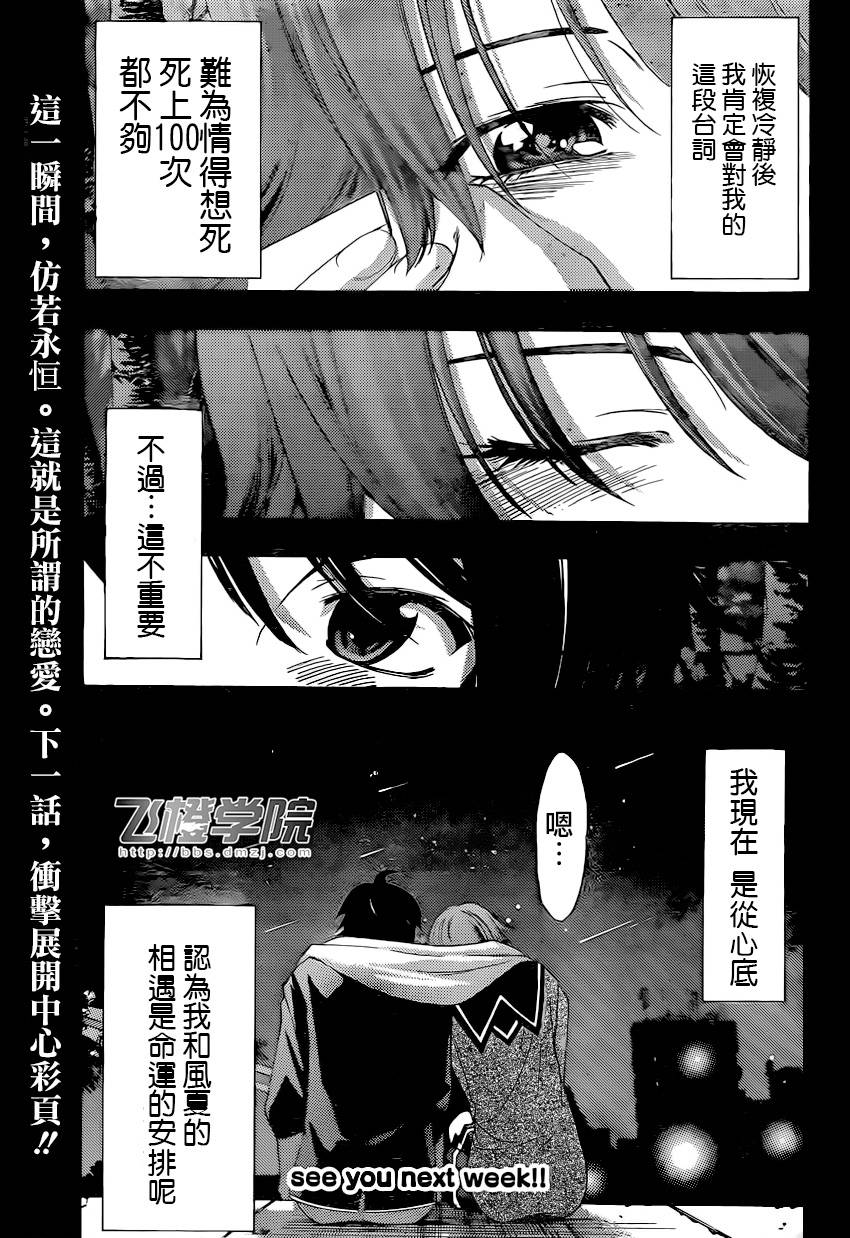 恢複冷靜後
我肯定會對我的
這段台詞
難為情得想死
死上100次
都不夠
不過…這不重要
我現在 是從心底
嗯…
認為我和風夏的
相遇是命運的安排呢
這一瞬間，仿若永恒。這就是所謂的戀愛。下一話，衝擊展開中心彩頁!!
飞橙学院
http://bbs.dmzj.com
see you next week!!